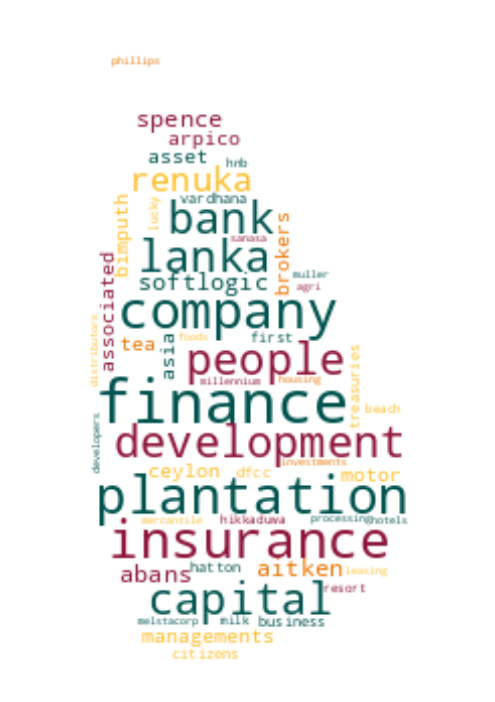 phillips
spence
arpico
asset
hnb
renuka
vardhana
lucky
bimputh
bank
brokers
sanasa
lanka
associated
softlogic
muller
agri
company
distributors
tea
asia
foods
first
people
treasuries
millennium
housing
finance
beach
developers
development
investments
ceylon
dfcc
motor
plantation
mercantile
hikkaduwa
processing
hotels
insurance
abans
hatton
aitken
leasing
resort
capital
melstacorp
milk
business
managements
citizens